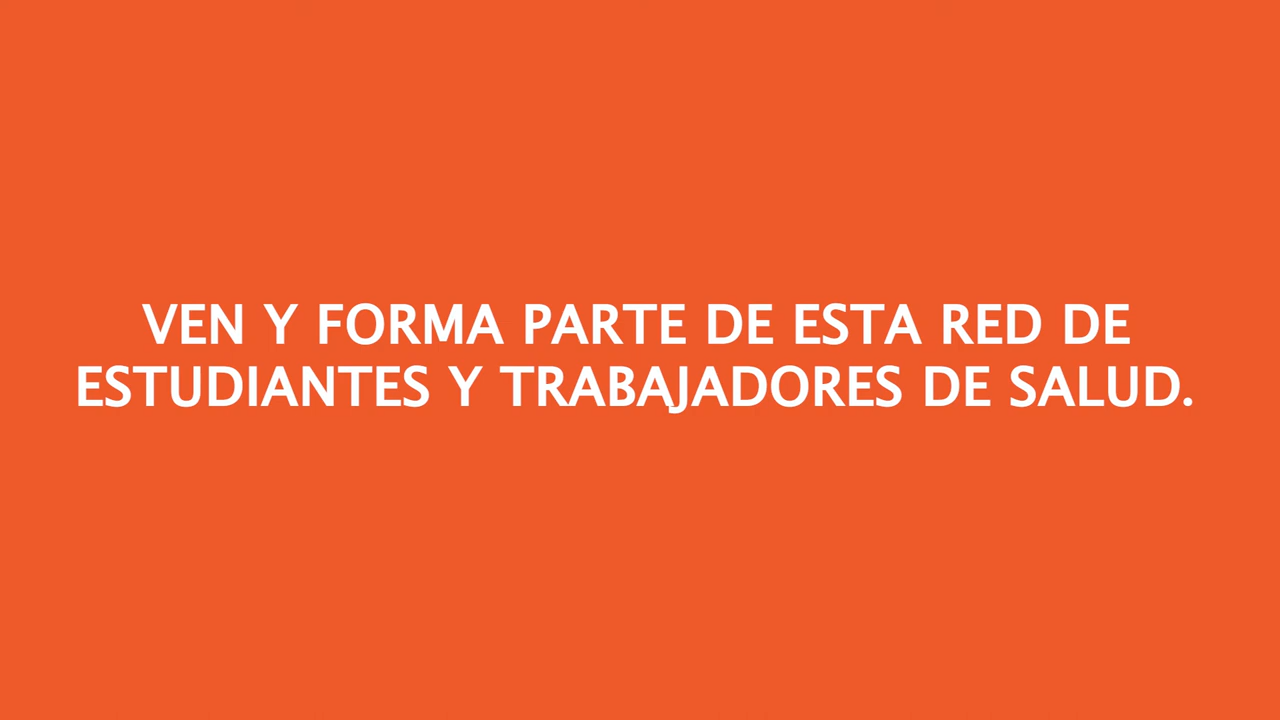 VEN Y FORMA PARTE DE ESTA RED DE
ESTUDIANTES Y TRABAJADORES DE SALUD.